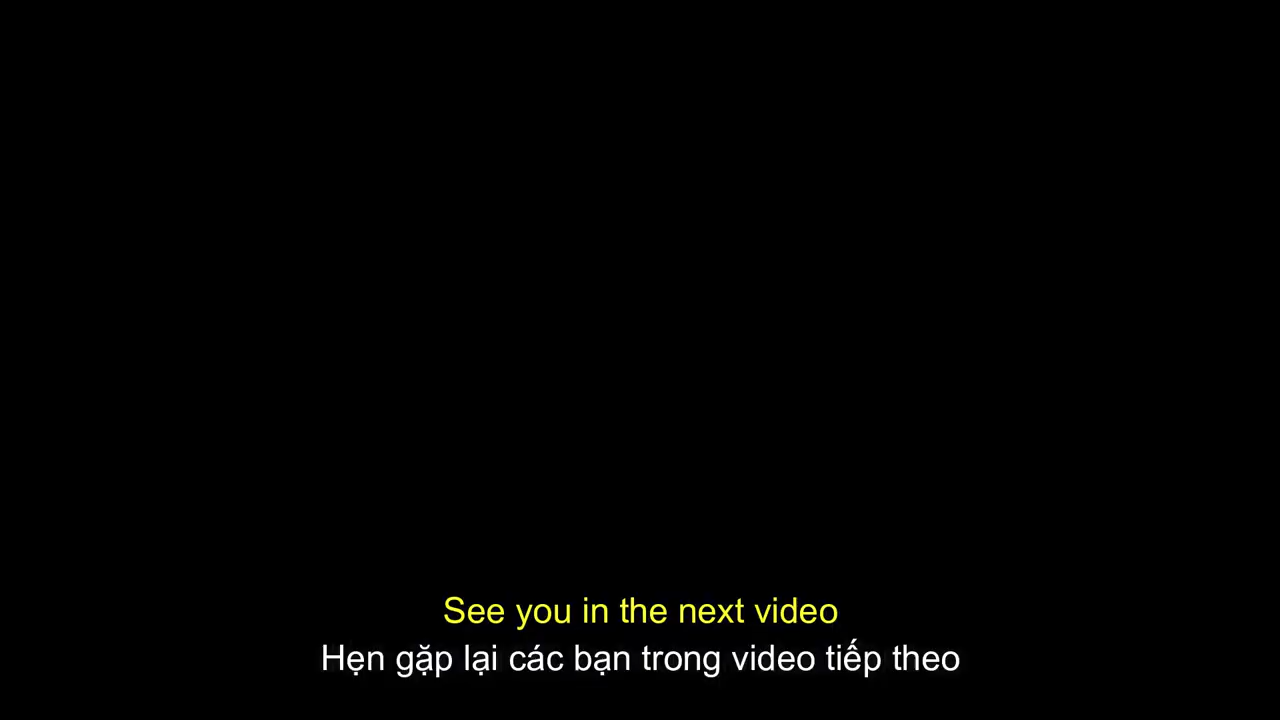 See you in the next video
Hẹn gặp lại các bạn trong video tiếp theo